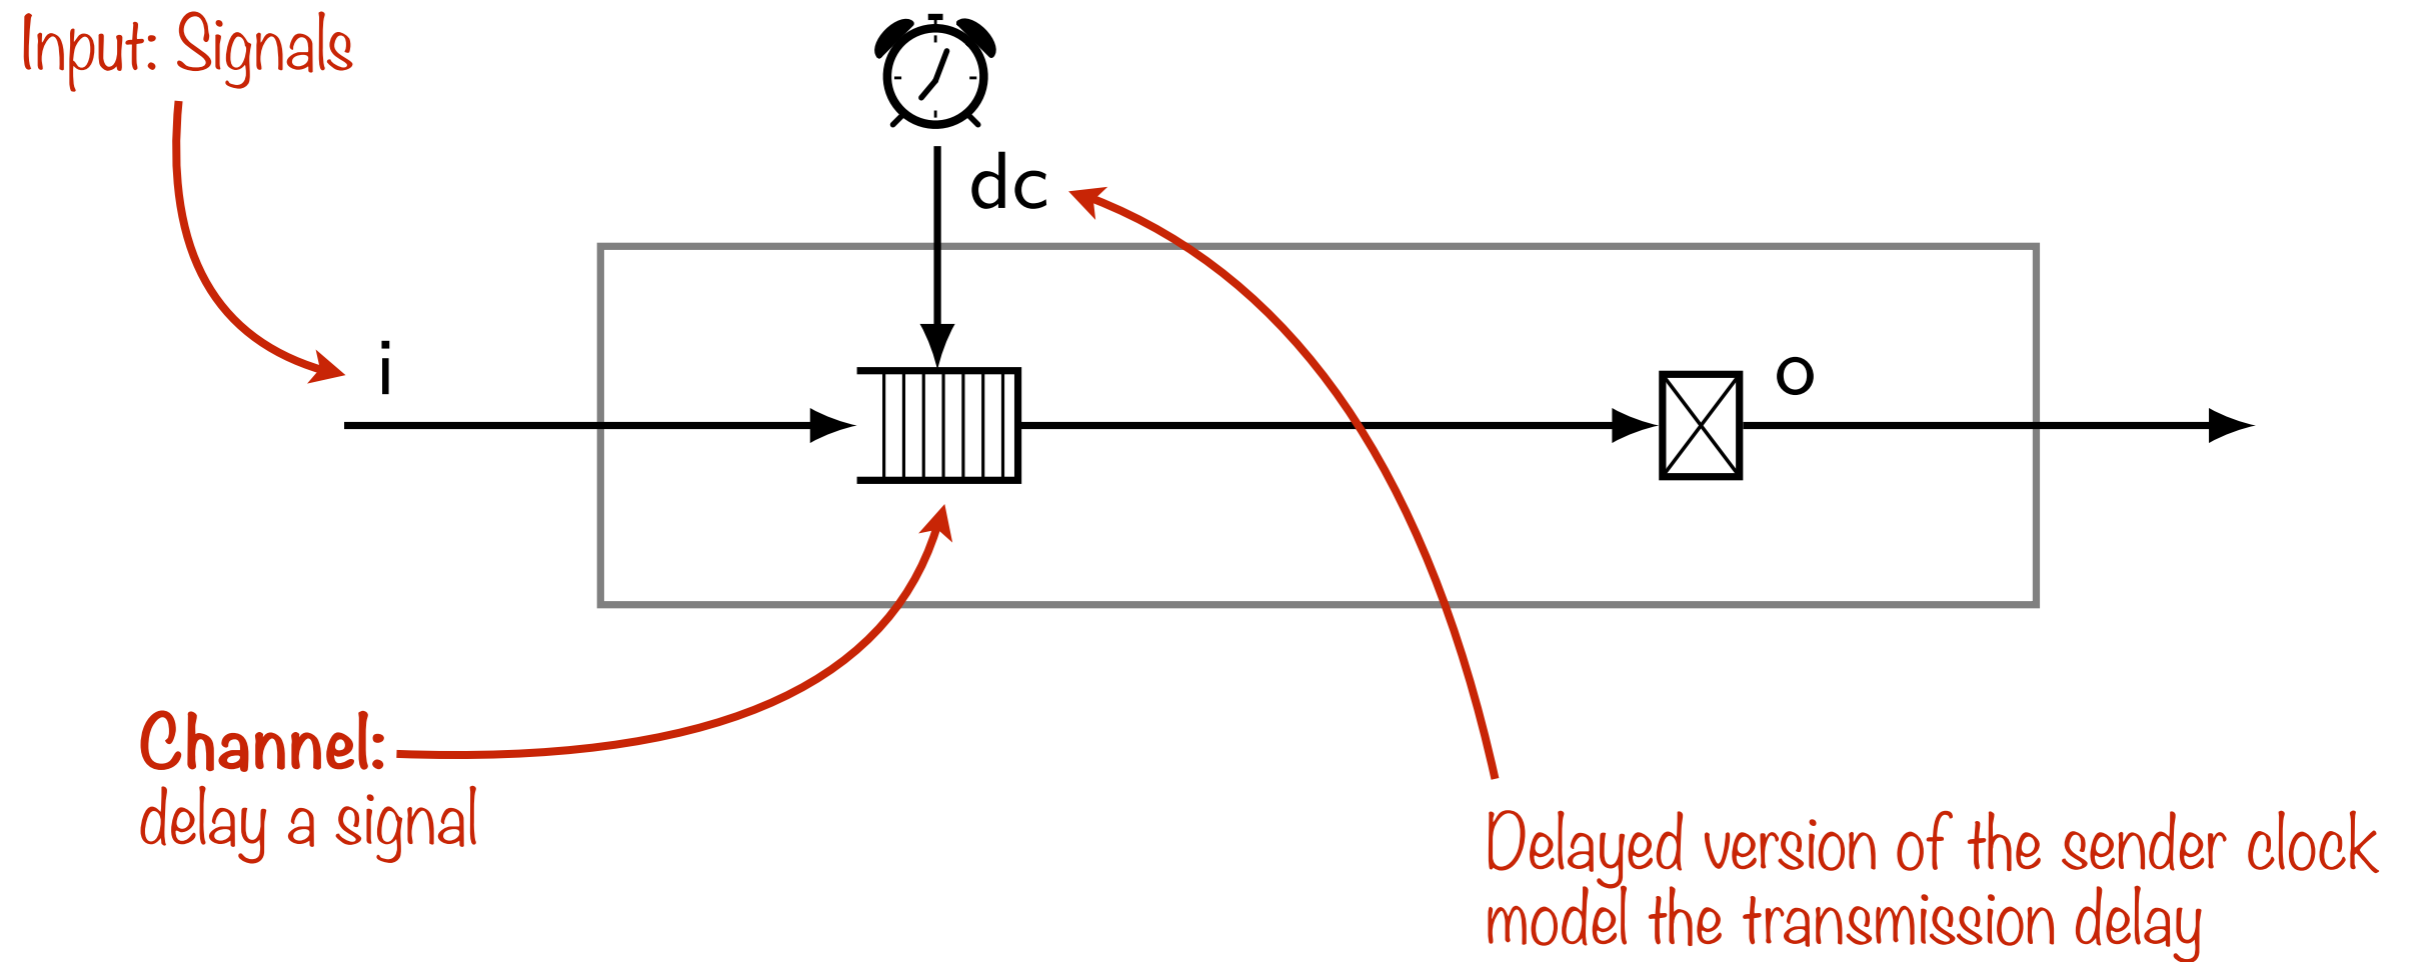 Input: Signals
dc
i
o
Channel:
delay a signal
Delayed version of the sender clock
model the transmission delay